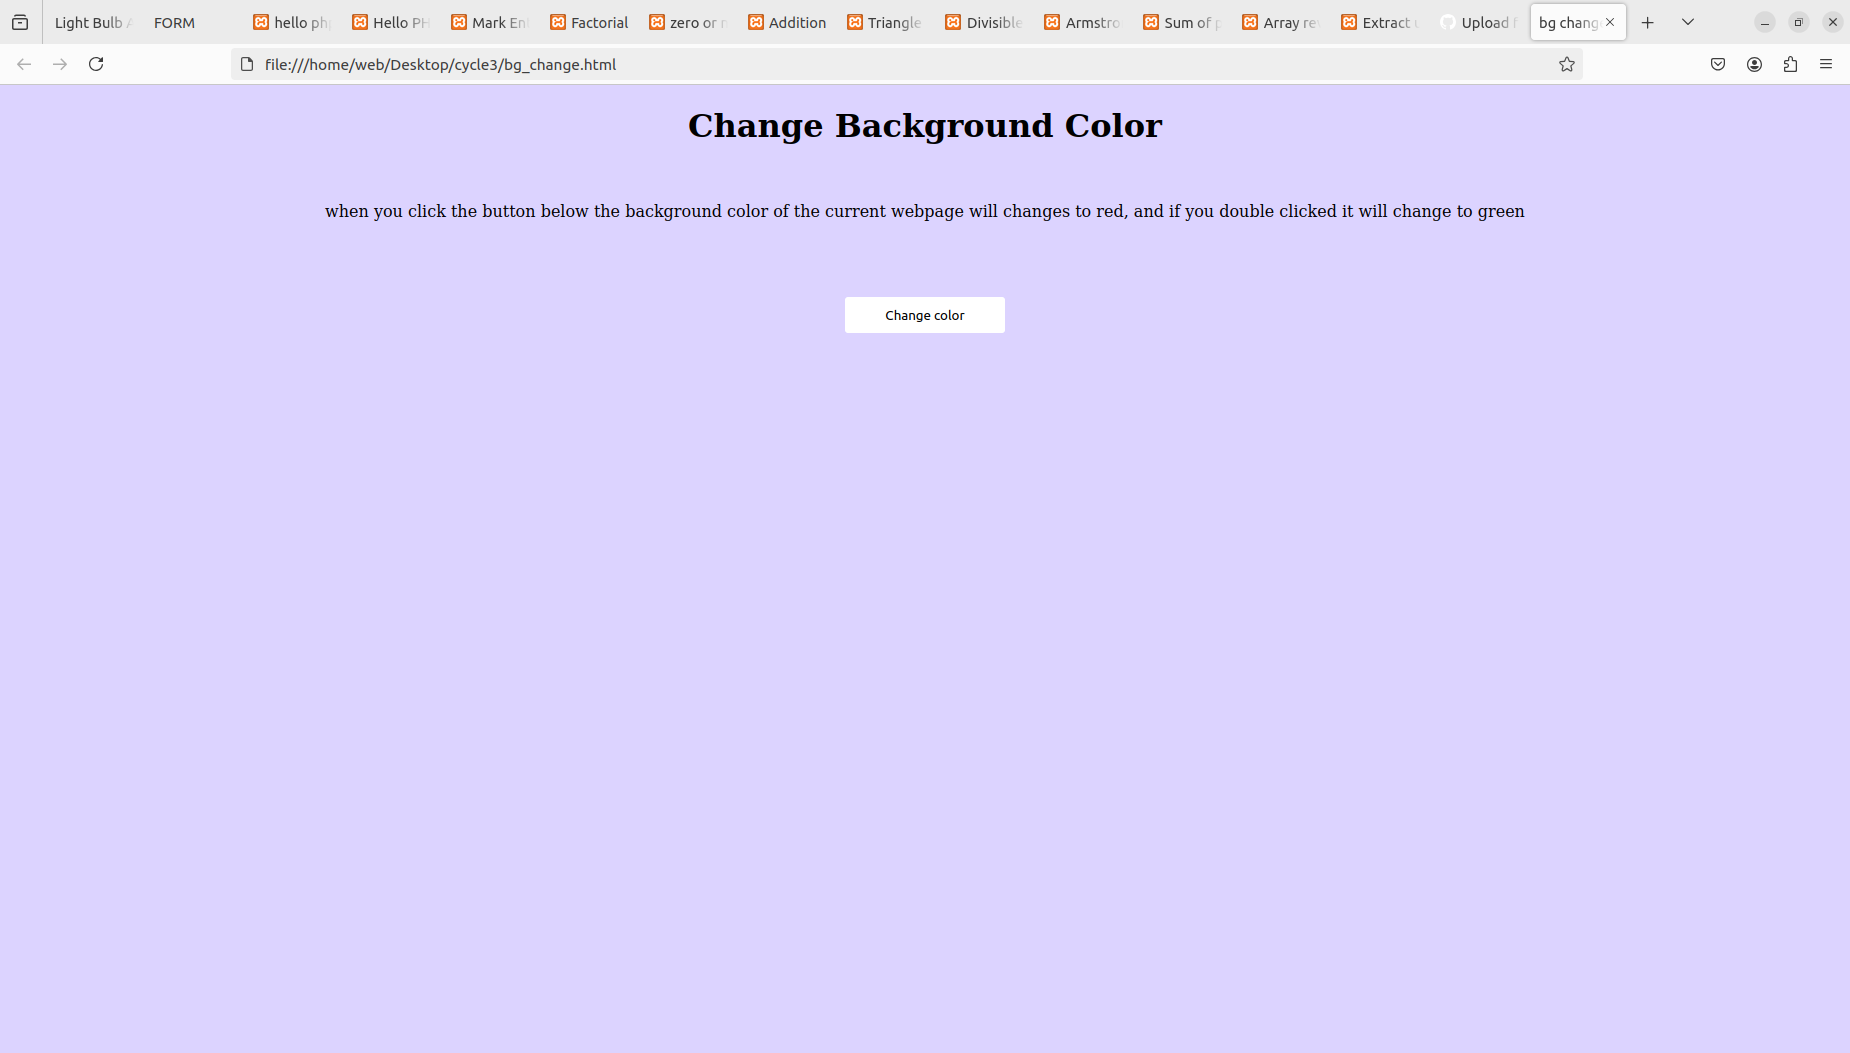 Light Bulb FORM hello php Hello PH Mark En Factorial zero or Addition Triangle Divisible Armstro Sum of p Array re Extract Upload f bg chang
file:///home/web/Desktop/cycle3/bg_change.html
Change Background Color
when you click the button below the background color of the current webpage will changes to red, and if you double clicked it will change to green
Change color